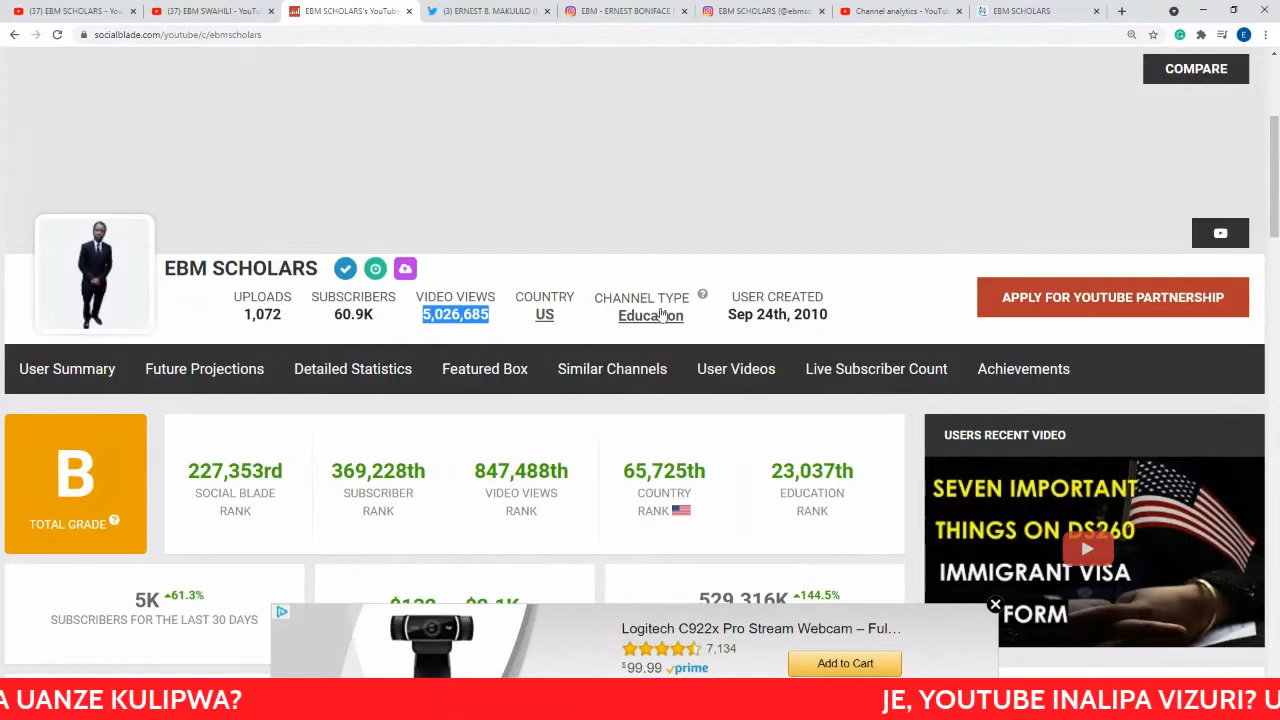 (37) EBM SCHOLARS - You
(37) EBM SWAHILI - YouT
EBM SCHOLARS's YouTube
(3) ERNEST B. MAKULILO (
EBM - ERNEST BONIFACE
EBM SCHOLARS (@ebmsc
Channel analytics - YouTu
EBM SCHOLARS
socialblade.com/youtube/c/ebmscholars
E
COMPARE
EBM SCHOLARS
UPLOADS SUBSCRIBERS VIDEO VIEWS COUNTRY CHANNEL TYPE ? USER CREATED
1,072 60.9K 5,026,685 US Education Sep 24th, 2010
APPLY FOR YOUTUBE PARTNERSHIP
User Summary Future Projections Detailed Statistics Featured Box Similar Channels User Videos Live Subscriber Count Achievements
B
TOTAL GRADE ?
227,353rd 369,228th 847,488th 65,725th 23,037th
SOCIAL BLADE SUBSCRIBER VIDEO VIEWS COUNTRY EDUCATION
RANK RANK RANK RANK RANK
USERS RECENT VIDEO
SEVEN IMPORTANT
THINGS ON DS260
IMMIGRANT VISA
FORM
5K 61.3%
SUBSCRIBERS FOR THE LAST 30 DAYS
529.316K 144.5%
Logitech C922x Pro Stream Webcam – Ful...
7,134
$99.99 prime
Add to Cart
A UANZE KULIPWA? JE, YOUTUBE INALIPA VIZURI? U